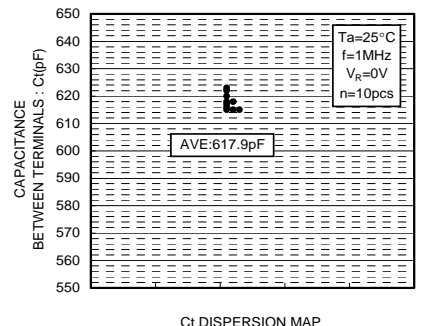 CAPACITANCE
BETWEEN TERMINALS : Ct(pF)
650
640
630
620
610
600
590
580
570
560
550
Ta=25°C
f=1MHz
VR=0V
n=10pcs
AVE:617.9pF
Ct DISPERSION MAP